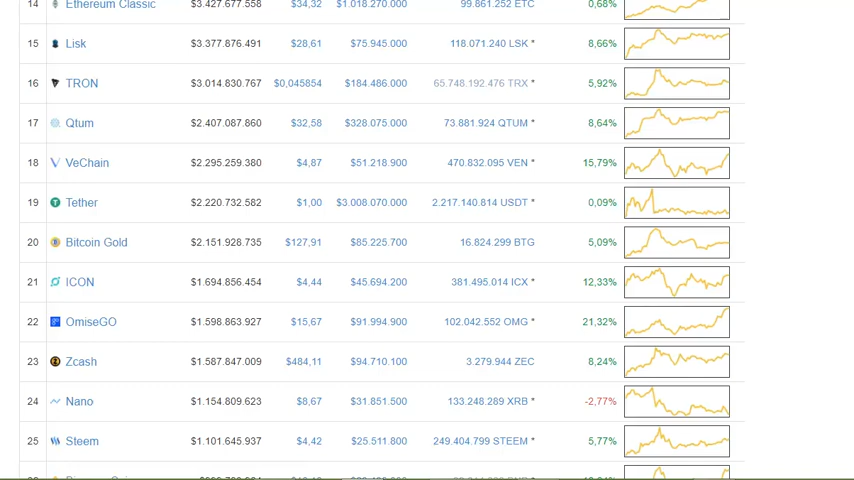 14 Ethereum Classic $3.427.677.558 $34,32 $1.018.270.000 99.861.252 ETC 0,68%
15 Lisk $3.377.876.491 $28,61 $75.945.000 118.071.240 LSK * 8,66%
16 TRON $3.014.830.767 $0,045854 $184.486.000 65.748.192.476 TRX * 5,92%
17 Qtum $2.407.087.860 $32,58 $328.075.000 73.881.924 QTUM * 8,64%
18 VeChain $2.295.259.380 $4,87 $51.218.900 470.832.095 VEN * 15,79%
19 Tether $2.220.732.582 $1,00 $3.008.070.000 2.217.140.814 USDT * 0,09%
20 Bitcoin Gold $2.151.928.735 $127,91 $85.225.700 16.824.299 BTG 5,09%
21 ICON $1.694.856.454 $4,44 $45.694.200 381.495.014 ICX * 12,33%
22 OmiseGO $1.598.863.927 $15,67 $91.994.900 102.042.552 OMG * 21,32%
23 Zcash $1.587.847.009 $484,11 $94.710.100 3.279.944 ZEC 8,24%
24 Nano $1.154.809.623 $8,67 $31.851.500 133.248.289 XRB * -2,77%
25 Steem $1.101.645.937 $4,42 $25.511.800 249.404.799 STEEM * 5,77%